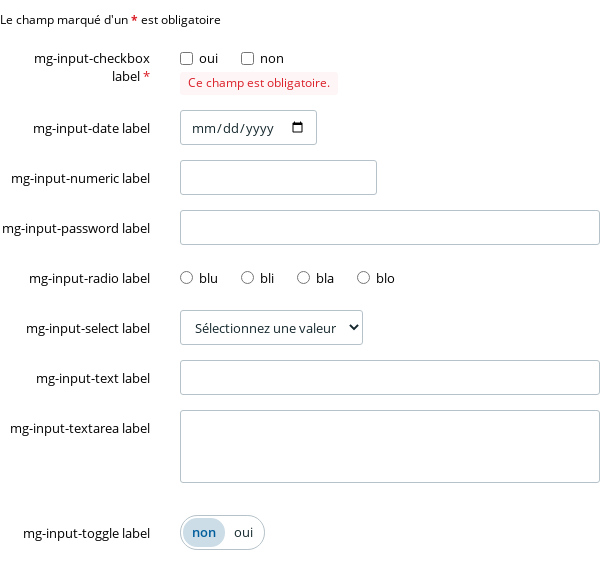 Le champ marqué d'un * est obligatoire
mg-input-checkbox label *
oui non
Ce champ est obligatoire.
mg-input-date label mm/dd/yyyy
mg-input-numeric label
mg-input-password label
mg-input-radio label blu bli bla blo
mg-input-select label Sélectionnez une valeur
mg-input-text label
mg-input-textarea label
mg-input-toggle label non oui